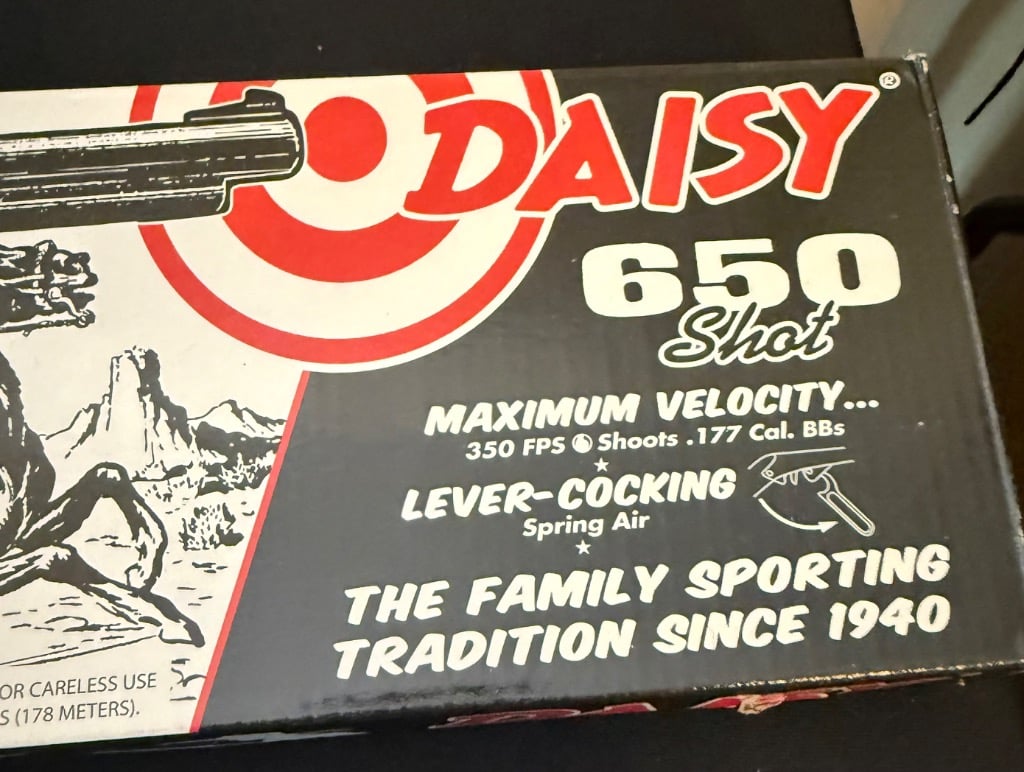 DAISY®
650
Shot
MAXIMUM VELOCITY...
350 FPS Shoots .177 Cal. BBs
LEVER-COCKING
Spring Air
THE FAMILY SPORTING
TRADITION SINCE 1940
OR CARELESS USE
S (178 METERS).